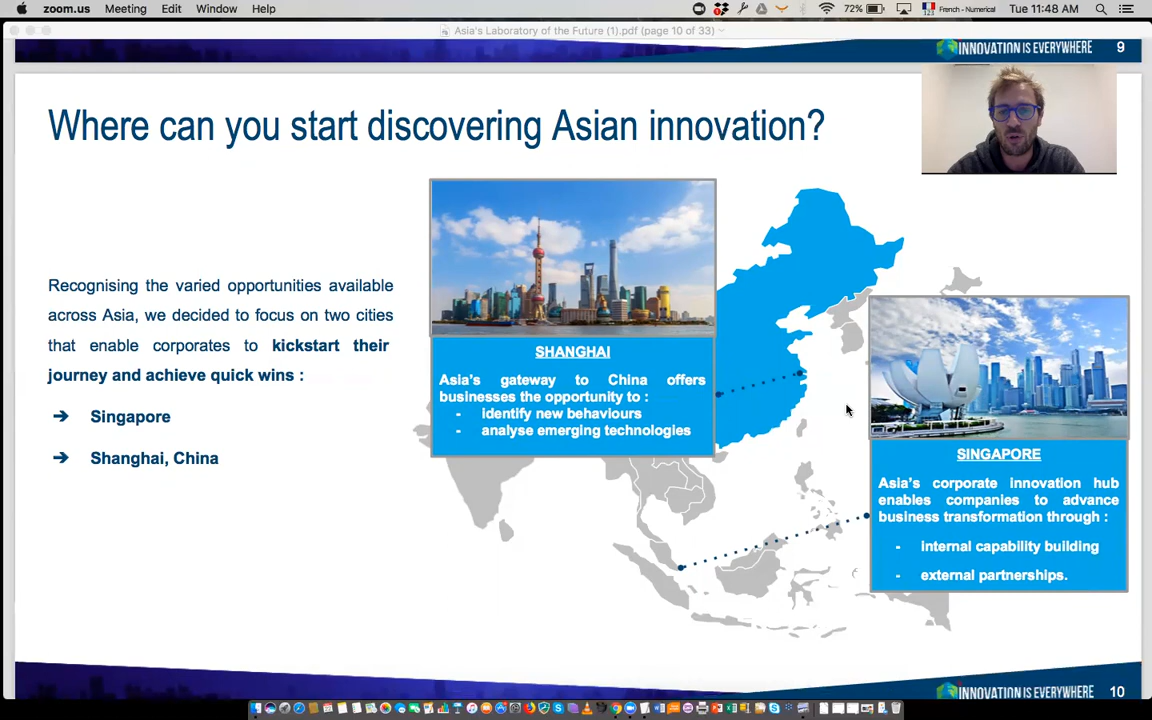 zoom.us Meeting Edit Window Help 72% French - Numerical Tue 11:48 AM
Asia's Laboratory of the Future (1).pdf (page 10 of 33)
INNOVATION IS EVERYWHERE 9
Where can you start discovering Asian innovation?
Recognising the varied opportunities available
across Asia, we decided to focus on two cities
that enable corporates to kickstart their
journey and achieve quick wins :
➔ Singapore
➔ Shanghai, China
SHANGHAI
Asia's gateway to China offers
businesses the opportunity to :
- identify new behaviours
- analyse emerging technologies
SINGAPORE
Asia's corporate innovation hub
enables companies to advance
business transformation through :
- internal capability building
- external partnerships.
INNOVATION IS EVERYWHERE 10